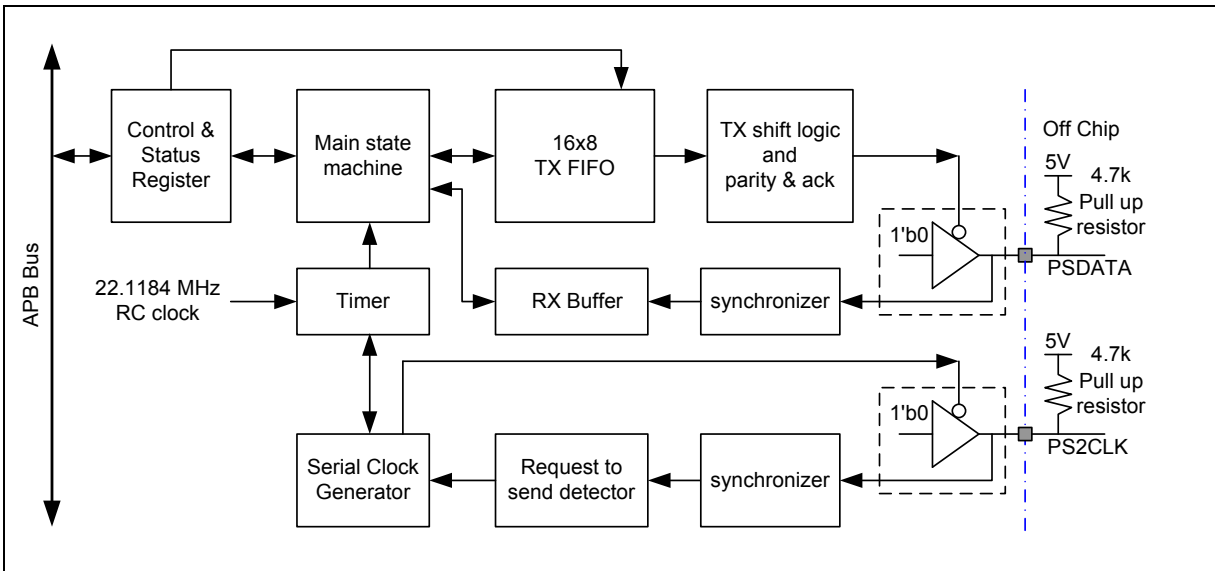 APB Bus
Control &
Status
Register
Main state
machine
16x8
TX FIFO
TX shift logic
and
parity & ack
Off Chip
5V
4.7k
Pull up
resistor
1'b0
PSDATA
22.1184 MHz
RC clock
Timer
RX Buffer
synchronizer
5V
4.7k
Pull up
resistor
1'b0
PS2CLK
Serial Clock
Generator
Request to
send detector
synchronizer